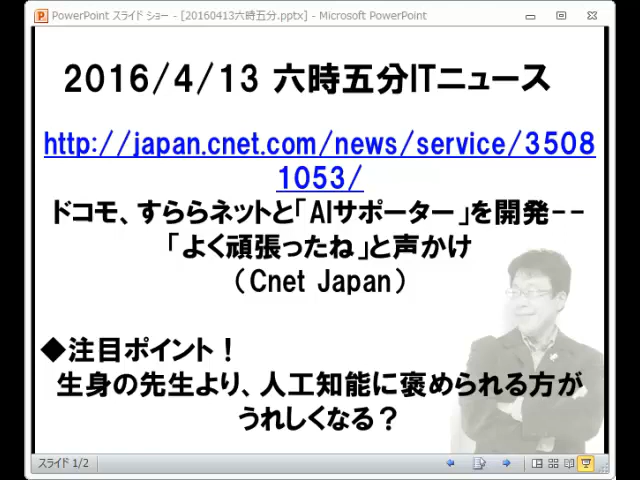 PowerPoint スライド ショー - [20160413六時五分.pptx] - Microsoft PowerPoint
2016/4/13 六時五分ITニュース
http://japan.cnet.com/news/service/3508
1053/
ドコモ、すららネットと「AIサポーター」を開発--
「よく頑張ったね」と声かけ
（Cnet Japan）
◆注目ポイント！
生身の先生より、人工知能に褒められる方が
うれしくなる？
スライド 1/2